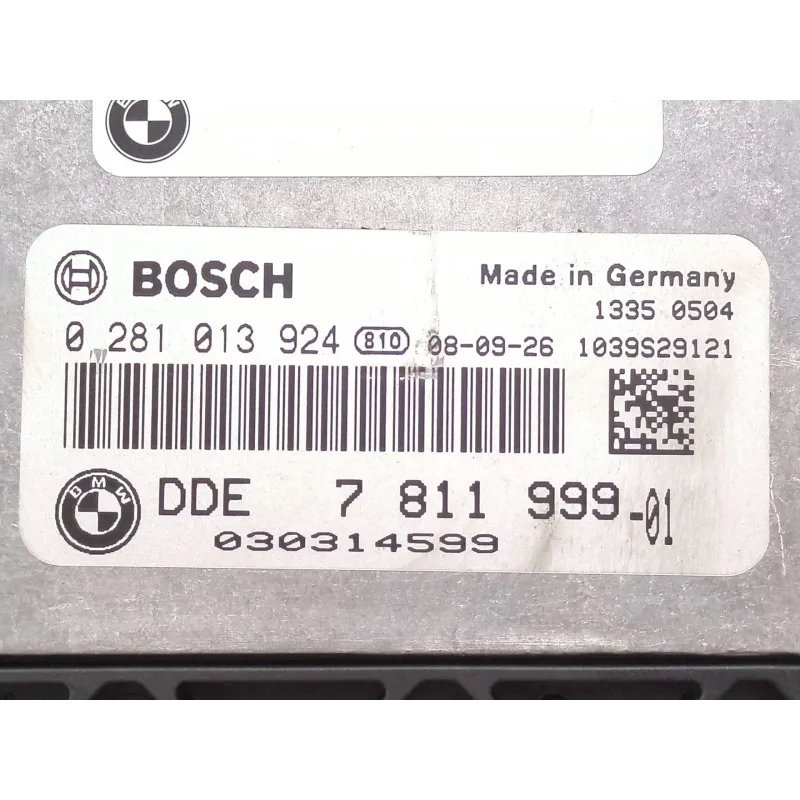 BOSCH
Made in Germany
1335 0504
0 281 013 924 810 08-09-26 1039S29121
BMW
DDE 7 811 999-01
030314599